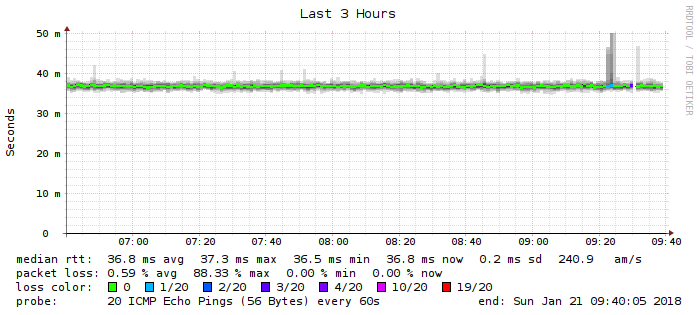 Last 3 Hours
RRDTOOL / TOBI OETIKER
Seconds
50 m
40 m
30 m
20 m
10 m
0
07:00 07:20 07:40 08:00 08:20 08:40 09:00 09:20 09:40
median rtt: 36.8 ms avg 37.3 ms max 36.5 ms min 36.8 ms now 0.2 ms sd 240.9 am/s
packet loss: 0.59 % avg 88.33 % max 0.00 % min 0.00 % now
loss color: 0 1/20 2/20 3/20 4/20 10/20 19/20
probe: 20 ICMP Echo Pings (56 Bytes) every 60s end: Sun Jan 21 09:40:05 2018